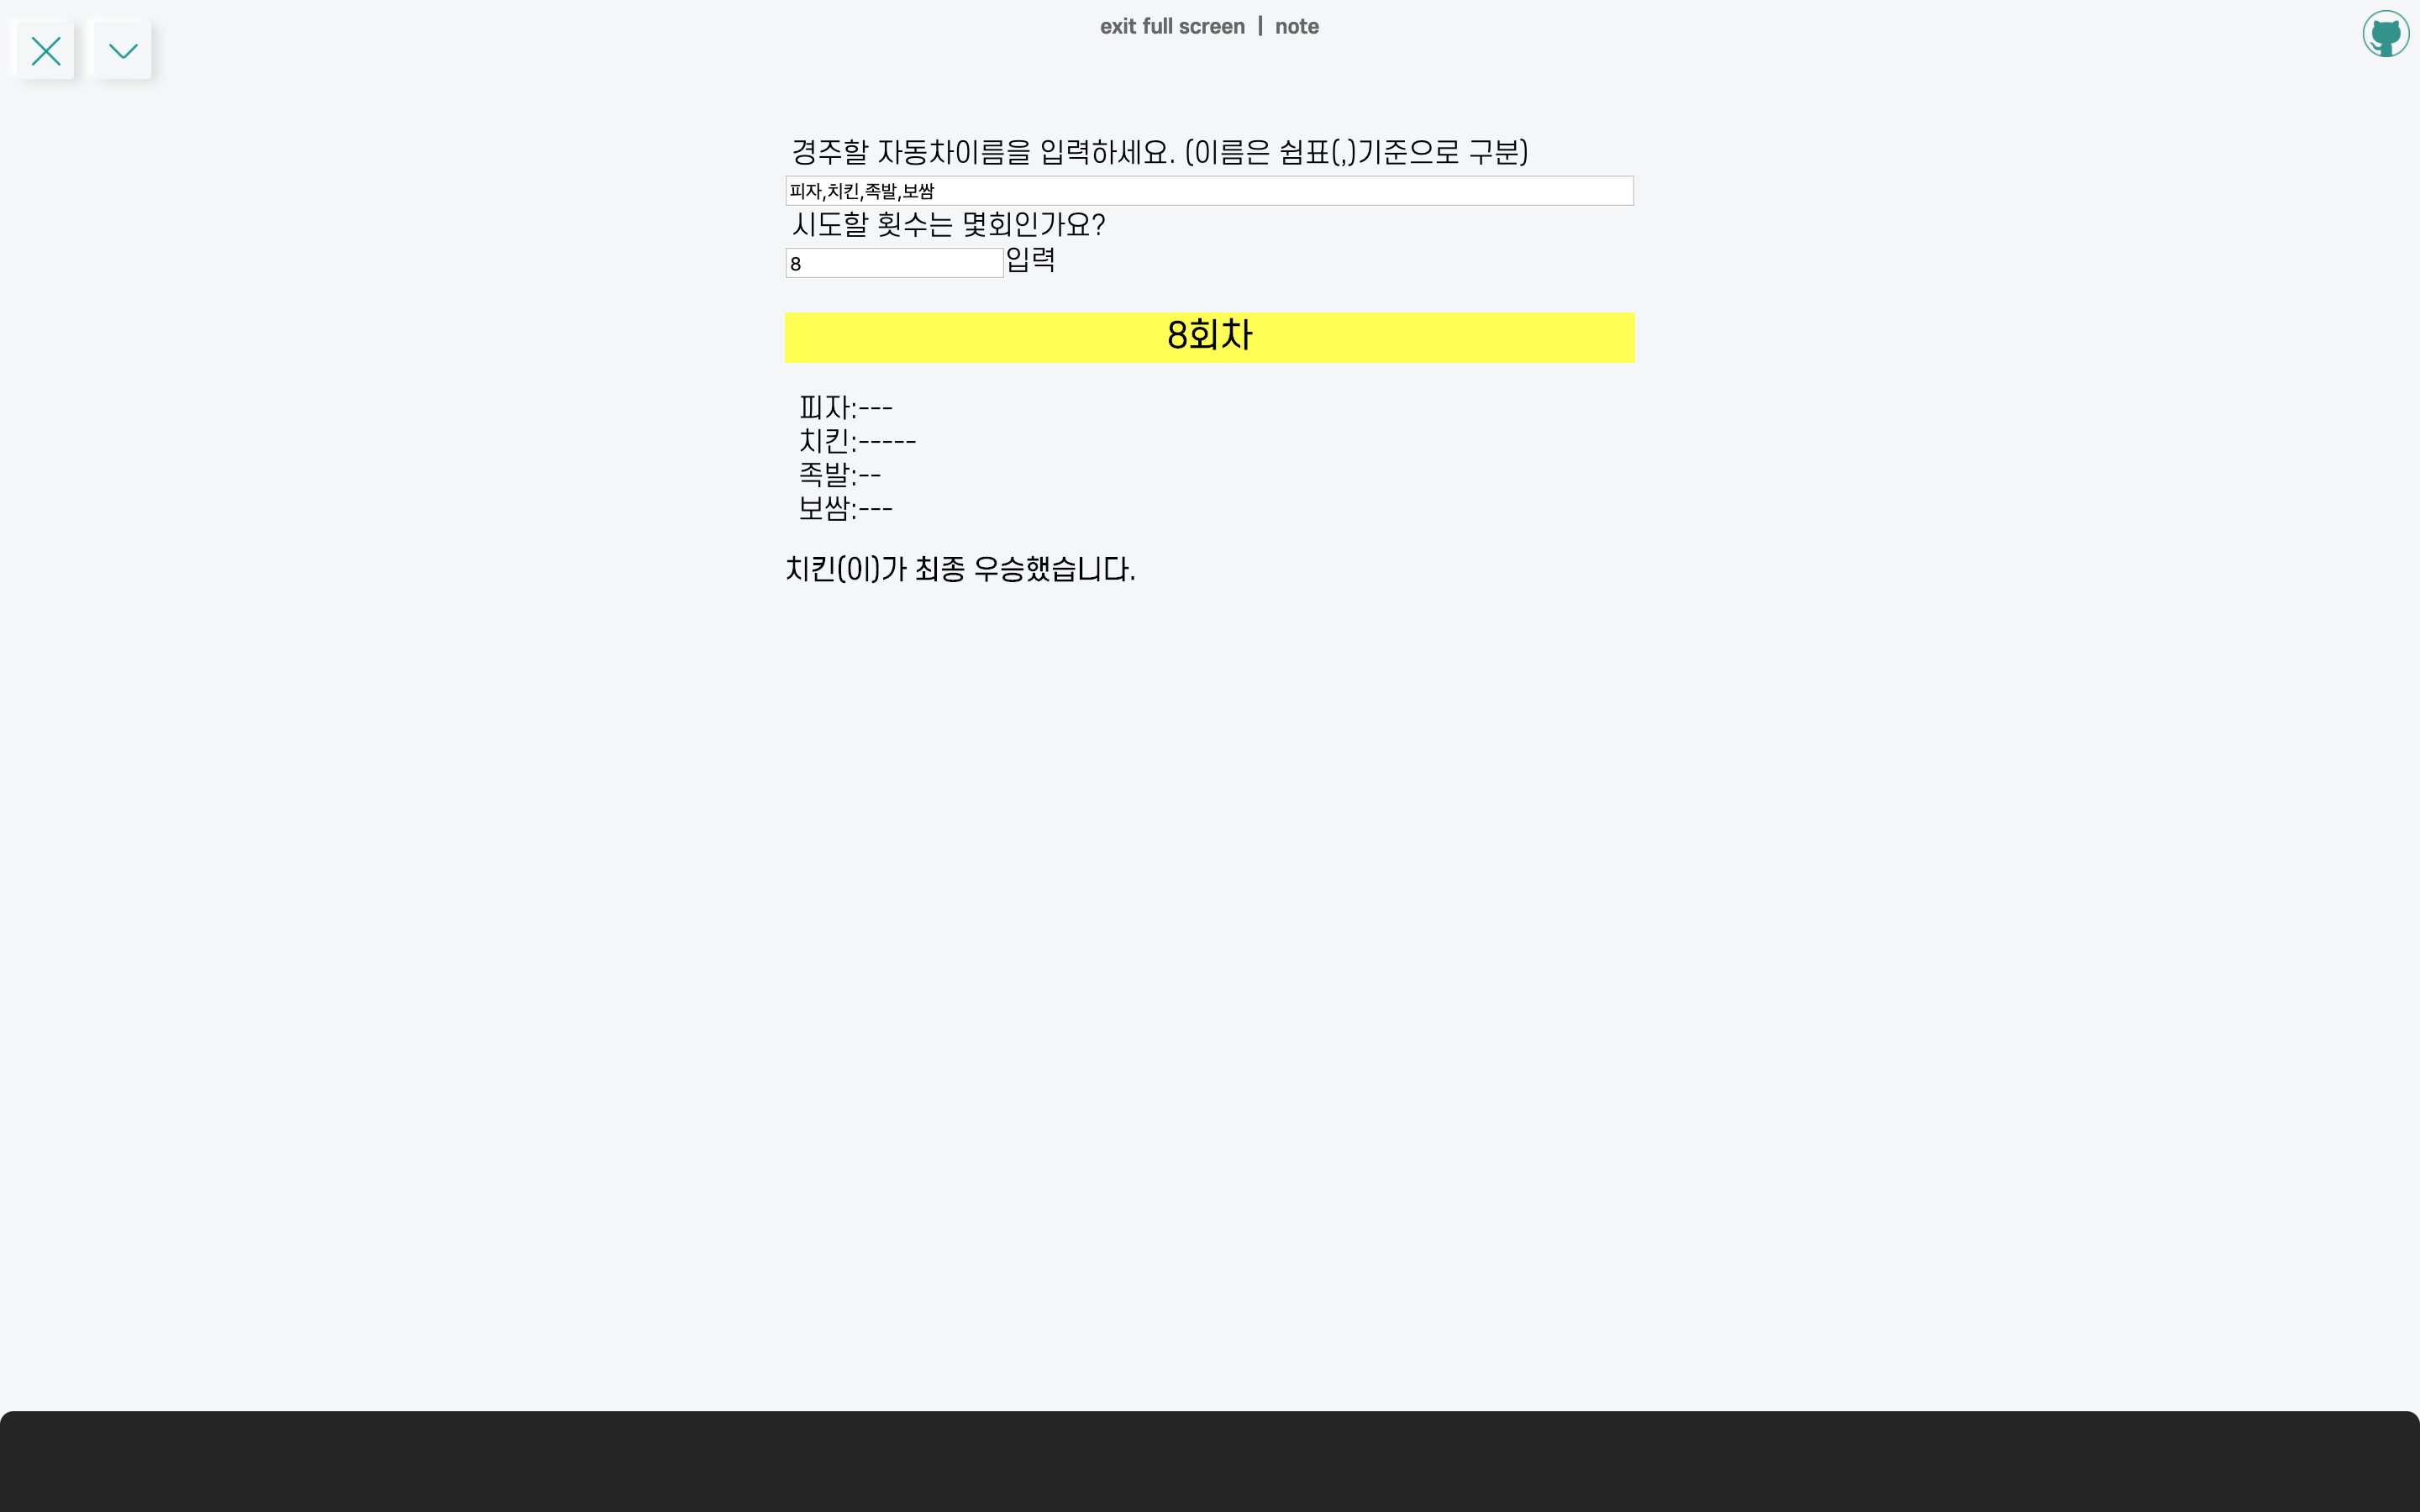 exit full screen | note
경주할 자동차이름을 입력하세요. (이름은 쉼표(,)기준으로 구분)
피자,치킨,족발,보쌈
시도할 횟수는 몇회인가요?
8 입력
8회차
피자:---
치킨:-----
족발:--
보쌈:---
치킨(이)가 최종 우승했습니다.